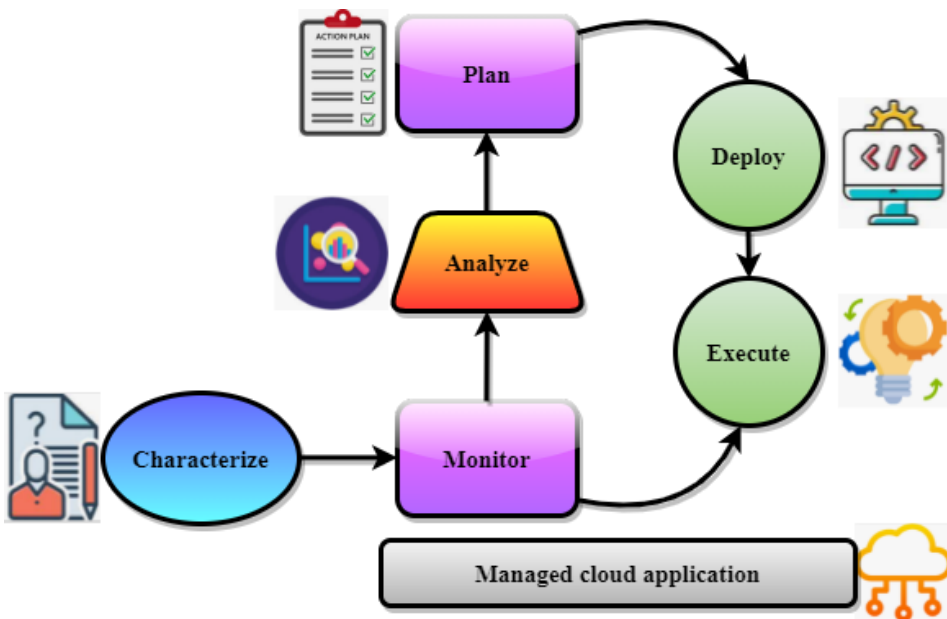 ACTION PLAN
Plan
Deploy
Analyze
Execute
?
Characterize
Monitor
Managed cloud application